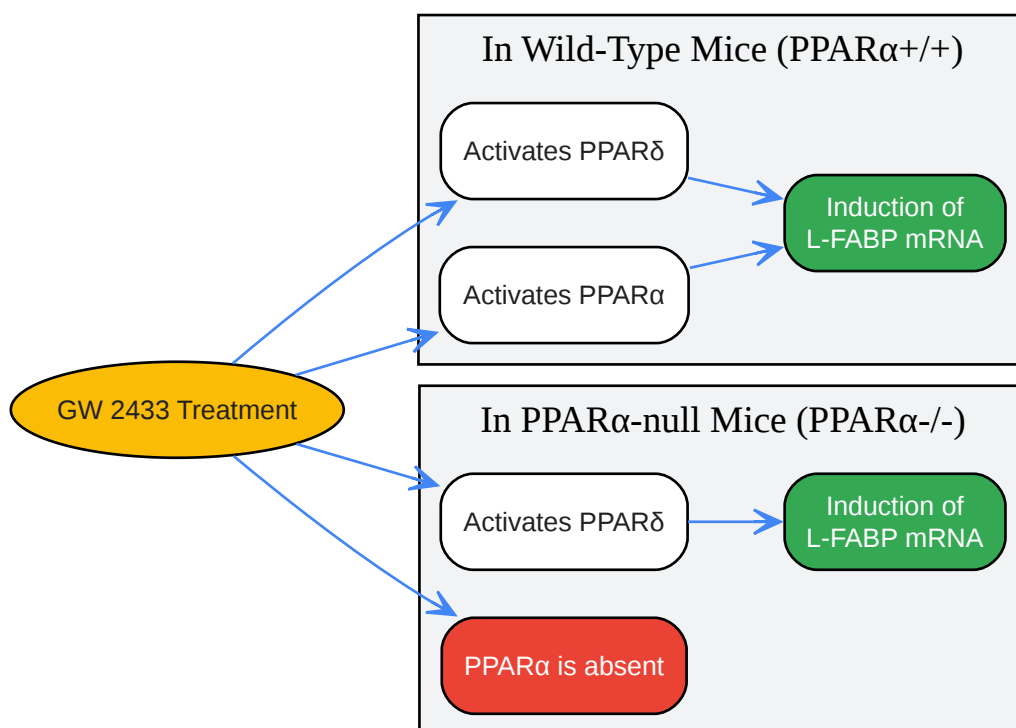 In Wild-Type Mice (PPARα+/+)
Activates PPARδ
Induction of
L-FABP mRNA
Activates PPARα
GW 2433 Treatment
In PPARα-null Mice (PPARα-/-)
Activates PPARδ
Induction of
L-FABP mRNA
PPARα is absent